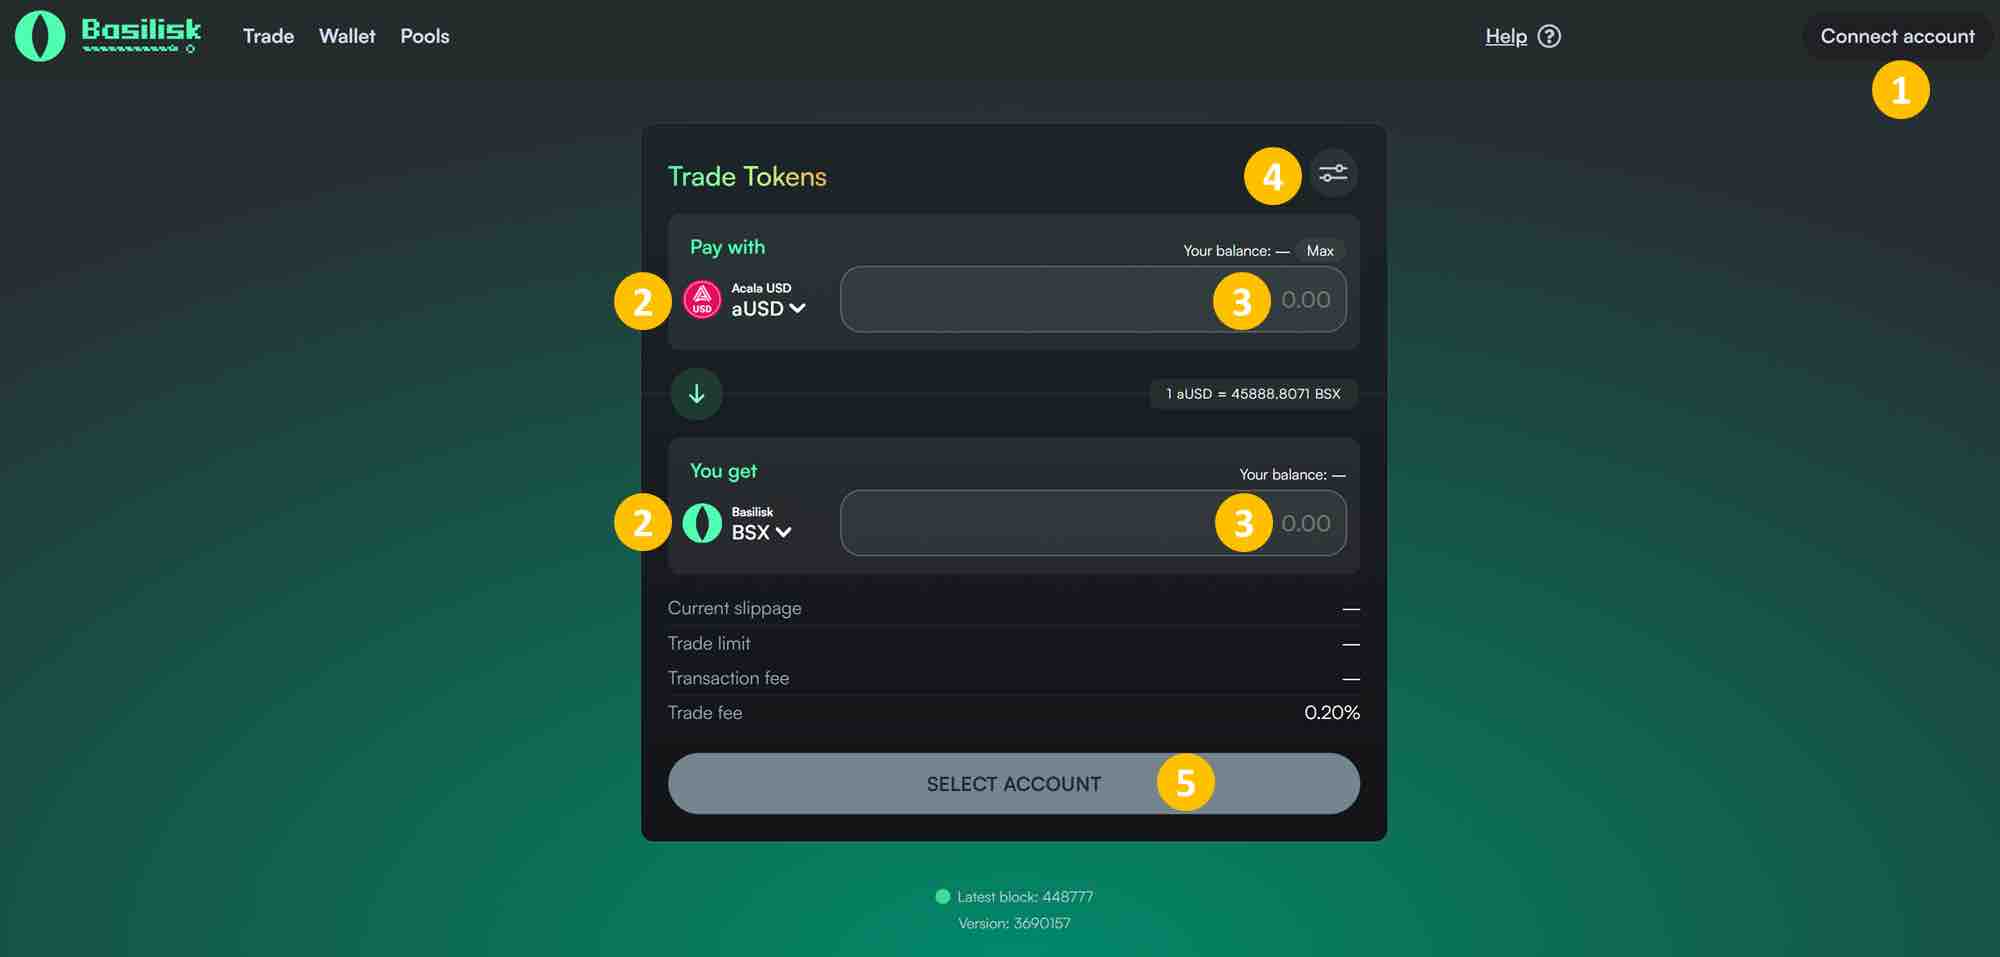 Basilisk
Trade Wallet Pools
Help ?
Connect account
1
Trade Tokens
4
Pay with
Your balance: — Max
2
USD
Acala USD
aUSD
3
0.00
1 aUSD = 45888.8071 BSX
You get
Your balance: —
2
Basilisk
BSX
3
0.00
Current slippage —
Trade limit —
Transaction fee —
Trade fee 0.20%
SELECT ACCOUNT
5
Latest block: 448777
Version: 3690157